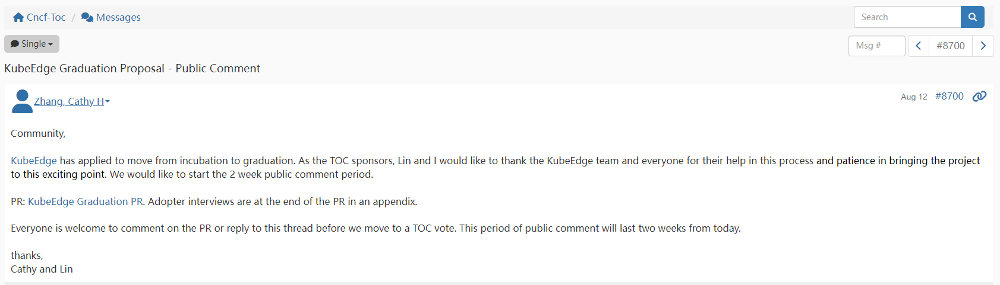 Cncf-Toc / Messages Search
Single Msg # #8700
KubeEdge Graduation Proposal - Public Comment
Zhang, Cathy H Aug 12 #8700
Community,
KubeEdge has applied to move from incubation to graduation. As the TOC sponsors, Lin and I would like to thank the KubeEdge team and everyone for their help in this process and patience in bringing the project
to this exciting point. We would like to start the 2 week public comment period.
PR: KubeEdge Graduation PR. Adopter interviews are at the end of the PR in an appendix.
Everyone is welcome to comment on the PR or reply to this thread before we move to a TOC vote. This period of public comment will last two weeks from today.
thanks,
Cathy and Lin